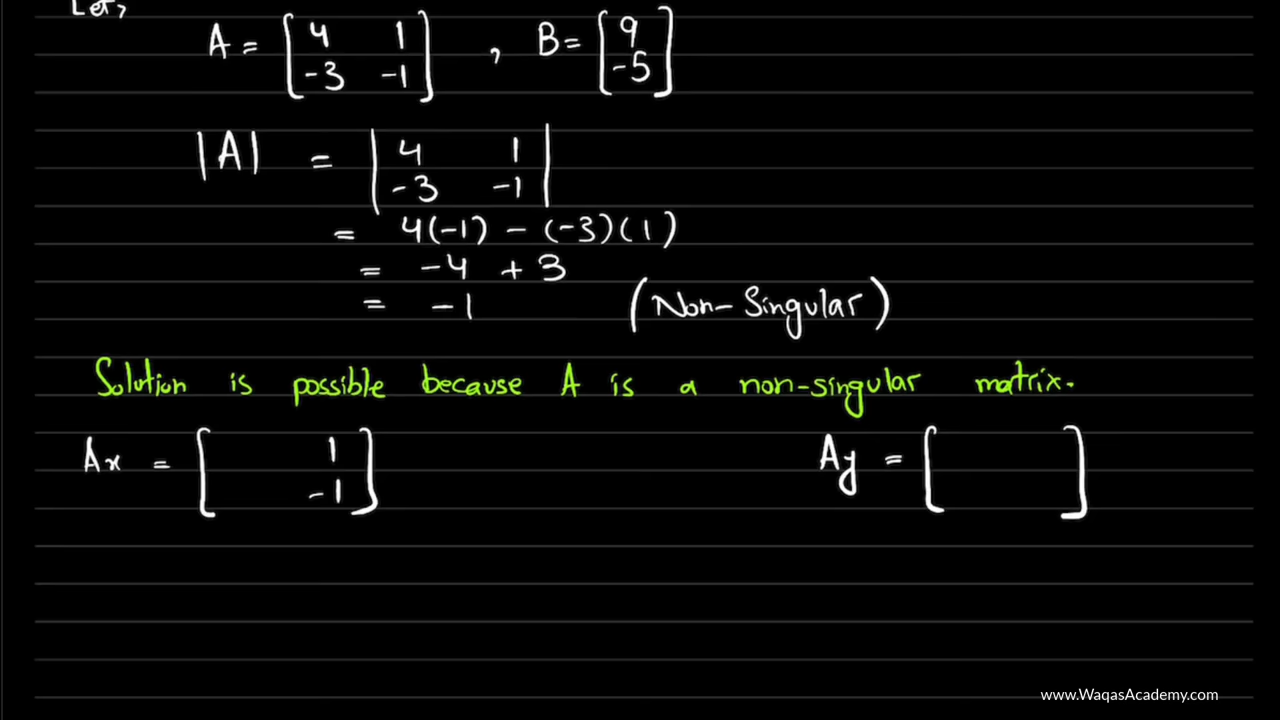 Let,
A = [4 1 -3 -1] , B = [9 -5]
|A| = |4 1 -3 -1|
= 4(-1) - (-3)(1)
= -4 + 3
= -1 (Non-Singular)
Solution is possible because A is a non-singular matrix.
Ax = [1 -1] Ay = [ ]
www.WaqasAcademy.com